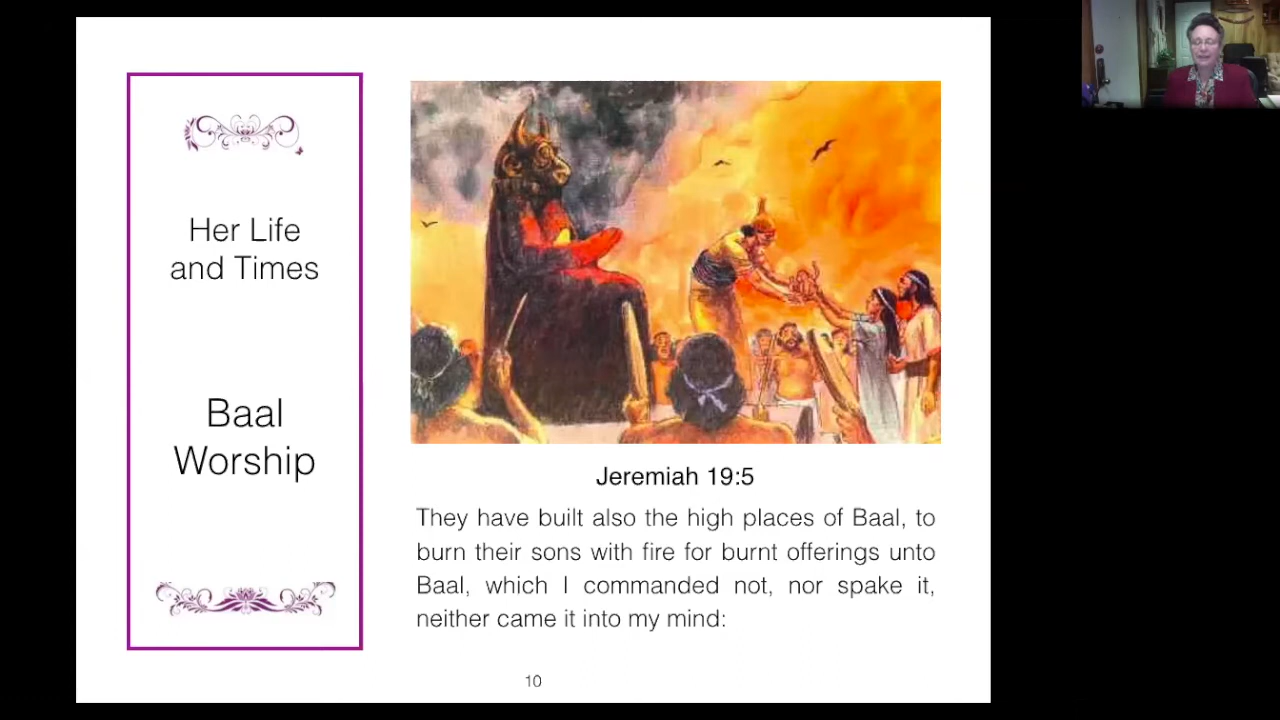 Her Life
and Times
Baal
Worship
Jeremiah 19:5
They have built also the high places of Baal, to
burn their sons with fire for burnt offerings unto
Baal, which I commanded not, nor spake it,
neither came it into my mind:
10